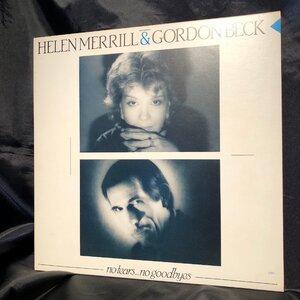 HELEN MERRILL & GORDON BECK
no tears...no goodbyes